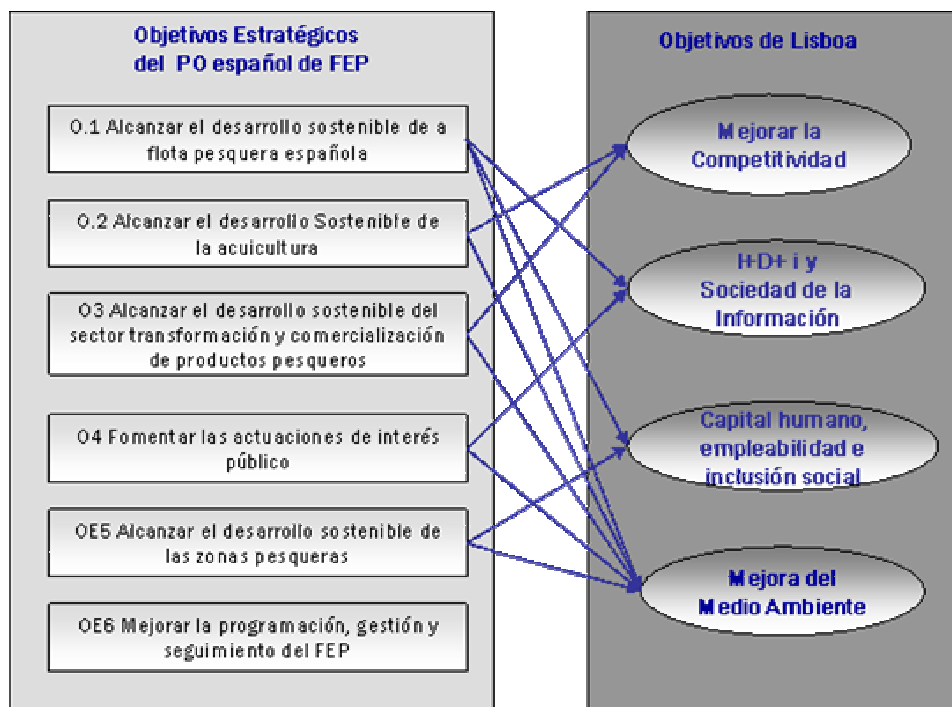 Objetivos Estratégicos
del PO español de FEP
O.1 Alcanzar el desarrollo sostenible de a
flota pesquera española
O.2 Alcanzar el desarrollo Sostenible de
la acuicultura
O3 Alcanzar el desarrollo sostenible del
sector transformación y comercialización
de productos pesqueros
O4 Fomentar las actuaciones de interés
público
OE5 Alcanzar el desarrollo sostenible de
las zonas pesqueras
OE6 Mejorar la programación, gestión y
seguimiento del FEP
Objetivos de Lisboa
Mejorar la
Competitividad
I+D+ i y
Sociedad de la
Información
Capital humano,
empleabilidad e
inclusión social
Mejora del
Medio Ambiente